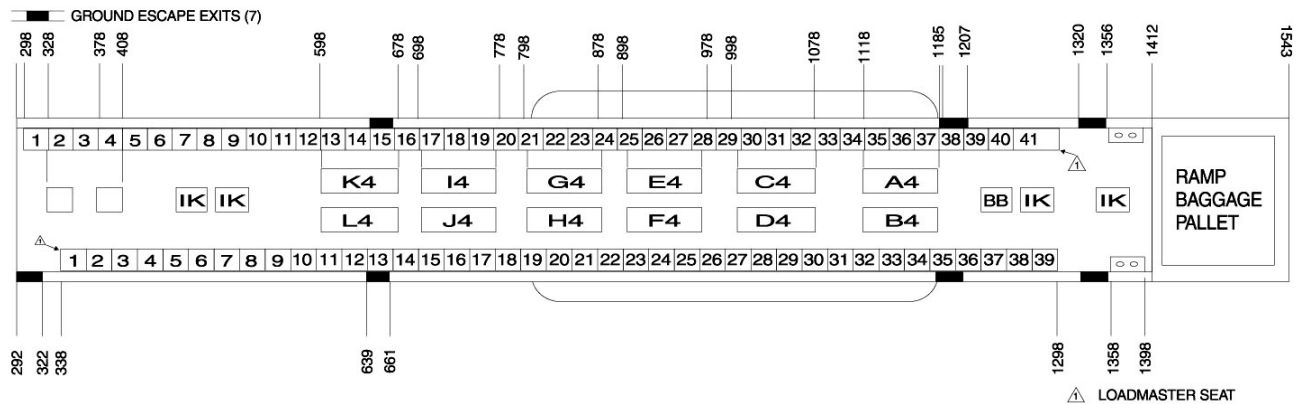 GROUND ESCAPE EXITS (7)
298 328 378 408 598 678 698 778 798 878 898 978 998 1078 1118 1185 1207 1320 1356 1412 1543
1 2 3 4 5 6 7 8 9 10 11 12 13 14 15 16 17 18 19 20 21 22 23 24 25 26 27 28 29 30 31 32 33 34 35 36 37 38 39 40 41
1
K4 I4 G4 E4 C4 A4
IK IK BB IK IK
RAMP
BAGGAGE
PALLET
L4 J4 H4 F4 D4 B4
1
1 2 3 4 5 6 7 8 9 10 11 12 13 14 15 16 17 18 19 20 21 22 23 24 25 26 27 28 29 30 31 32 33 34 35 36 37 38 39
292 322 338 639 661 1298 1358 1398
1 LOADMASTER SEAT